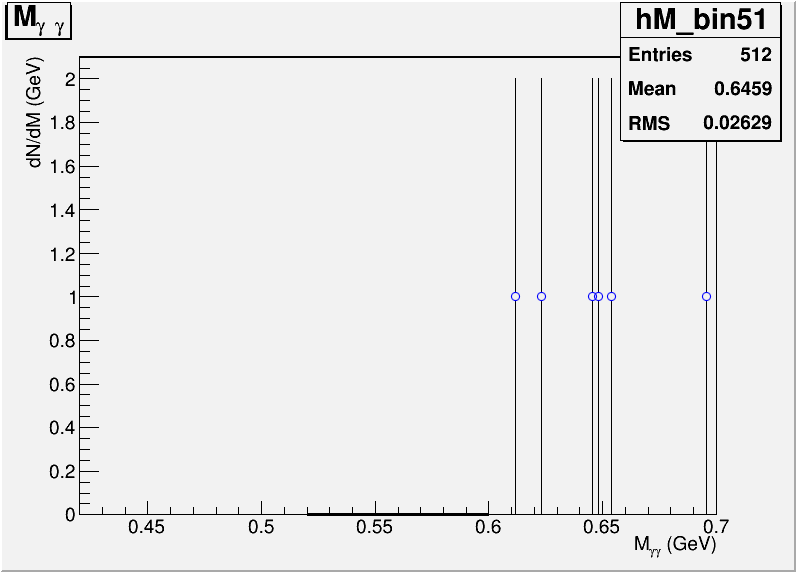 Mγ γ
hM_bin51
Entries 512
Mean 0.6459
RMS 0.02629
dN/dM (GeV)
2
1.8
1.6
1.4
1.2
1
0.8
0.6
0.4
0.2
0
0.45 0.5 0.55 0.6 0.65 0.7
Mγγ (GeV)